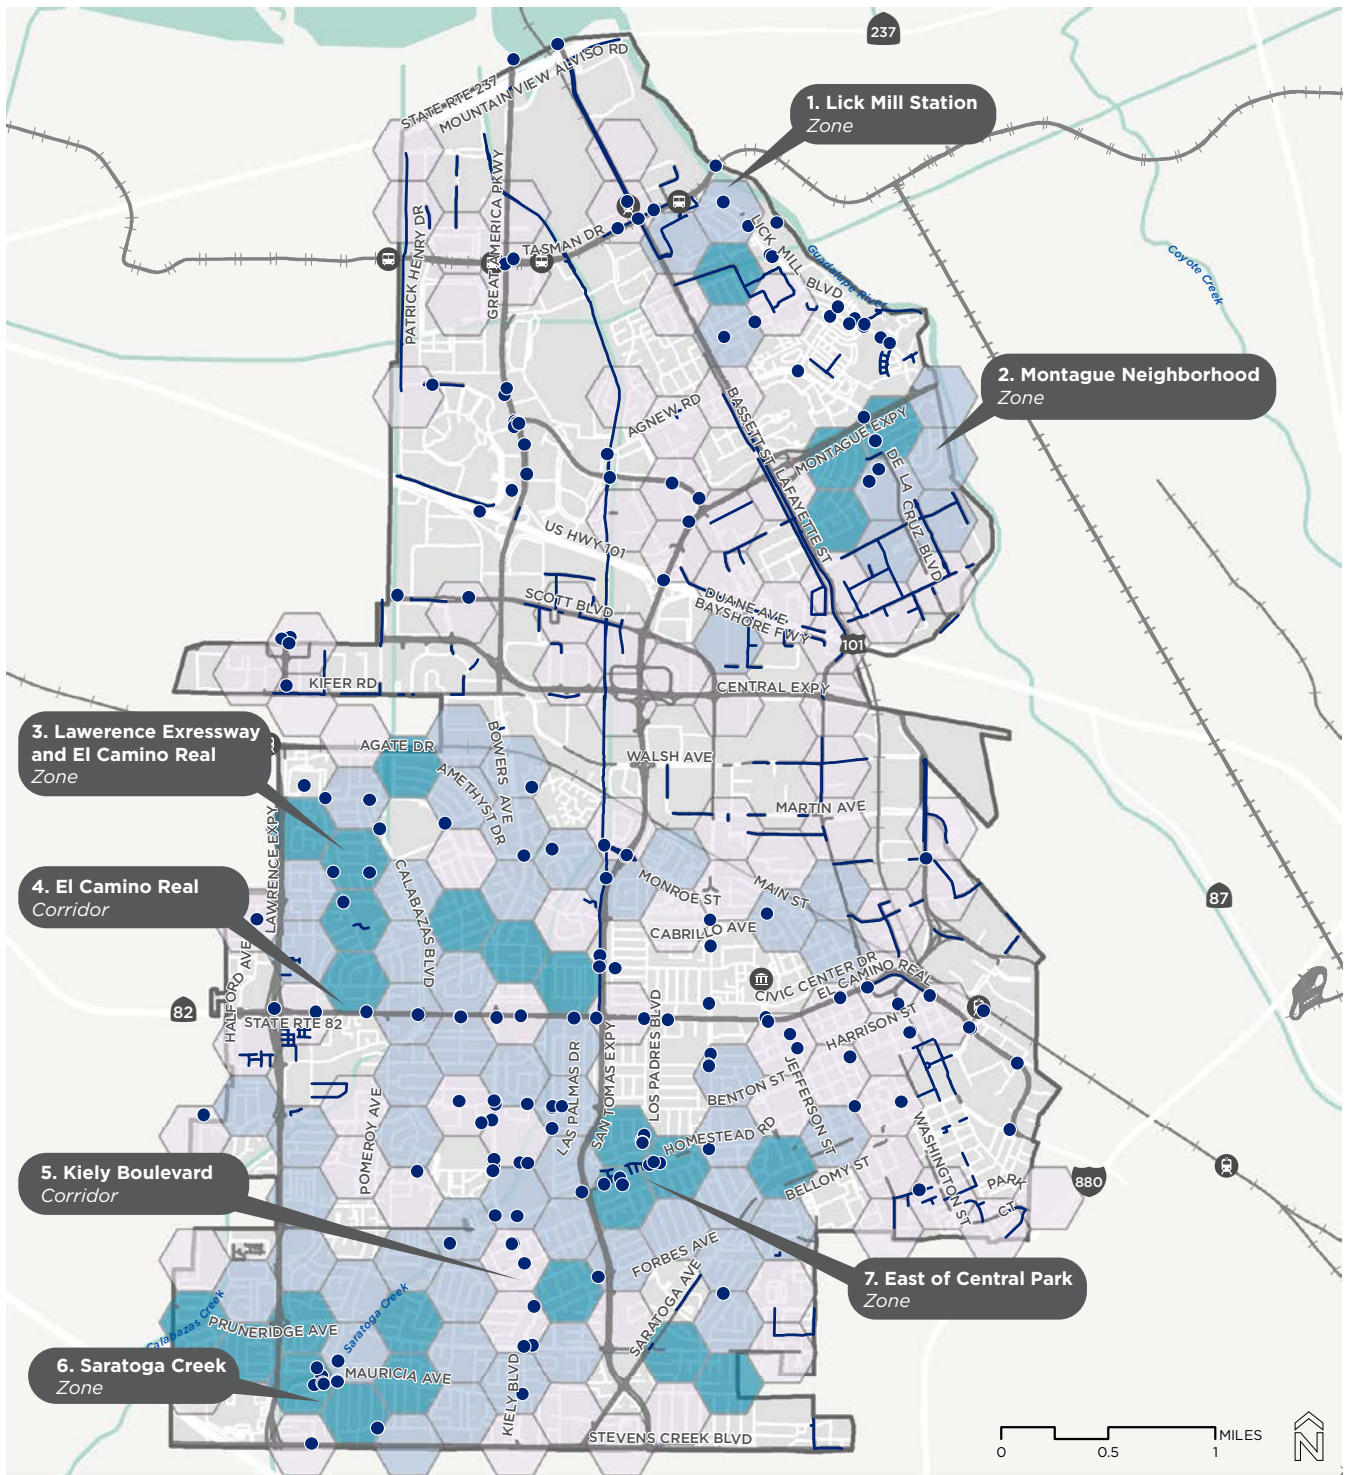 237
STATE RTE 237
MOUNTAIN VIEW ALVISO RD
1. Lick Mill Station
Zone
PATRICK HENRY DR
GREAT AMERICA PKWY
TASMAN DR
LICK MILL BLVD
Guadalupe River
Coyote Creek
2. Montague Neighborhood
Zone
AGNEW RD
BASSETT ST
LAFAYETTE ST
MONTAGUE EXPY
DE LA CRUZ BLVD
US HWY 101
SCOTT BLVD
DUANE AVE
BAYSHORE FWY
101
KIFER RD
CENTRAL EXPY
3. Lawerence Exressway
and El Camino Real
Zone
AGATE DR
BOWERS AVE
AMETHYST DR
WALSH AVE
MARTIN AVE
LAWRENCE EXPY
4. El Camino Real
Corridor
CALABAZAS BLVD
MONROE ST
MAIN ST
CABRILLO AVE
87
HALFORD AVE
CIVIC CENTER DR
EL CAMINO REAL
82
STATE RTE 82
LOS PADRES BLVD
HARRISON ST
POMEROY AVE
LAS PALMAS DR
SAN TOMAS EXPY
BENTON ST
JEFFERSON ST
HOMESTEAD RD
WASHINGTON ST
BELLOMY ST
PARK CT
880
5. Kiely Boulevard
Corridor
FORBES AVE
SARATOGA AVE
7. East of Central Park
Zone
Calabazas Creek
PRUNERIDGE AVE
Saratoga Creek
6. Saratoga Creek
Zone
MAURICIA AVE
KIELY BLVD
STEVENS CREEK BLVD
MILES
0
0.5
1
N